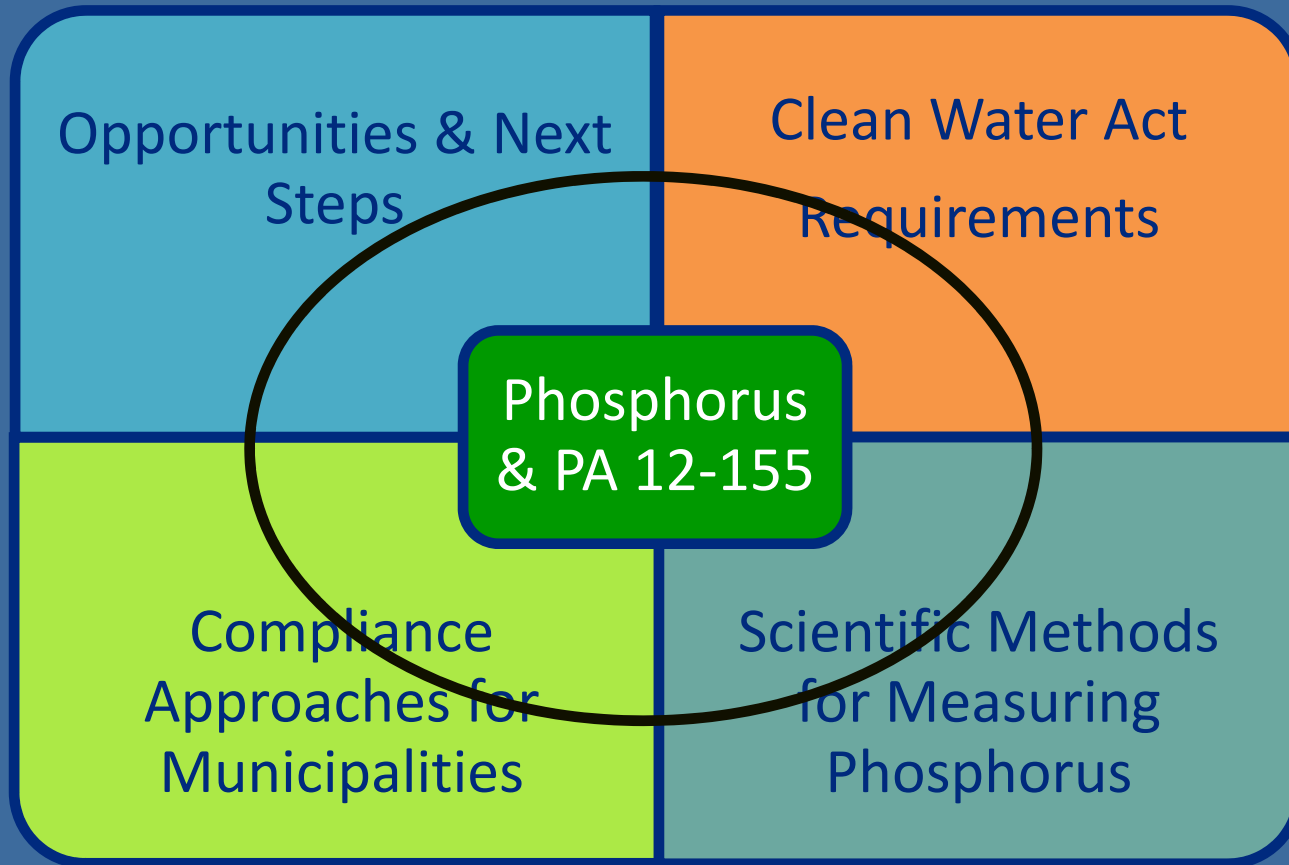 Opportunities & Next
Steps
Clean Water Act
Requirements
Phosphorus
& PA 12-155
Compliance
Approaches for
Municipalities
Scientific Methods
for Measuring
Phosphorus